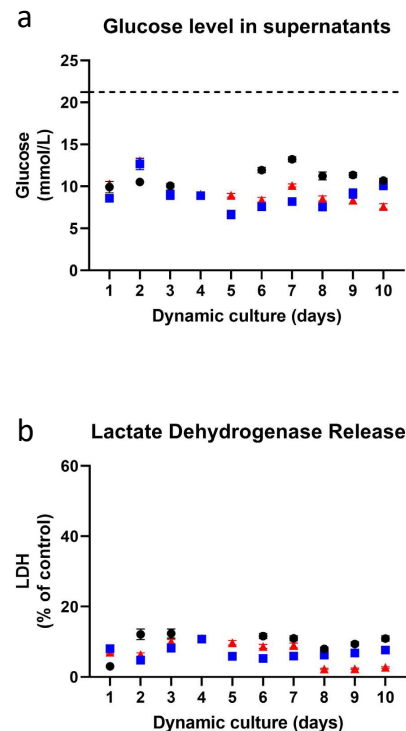 a
Glucose level in supernatants
25
20
15
10
5
0
Glucose
(mmol/L)
1 2 3 4 5 6 7 8 9 10
Dynamic culture (days)
b
Lactate Dehydrogenase Release
60
40
20
0
LDH
(% of control)
1 2 3 4 5 6 7 8 9 10
Dynamic culture (days)